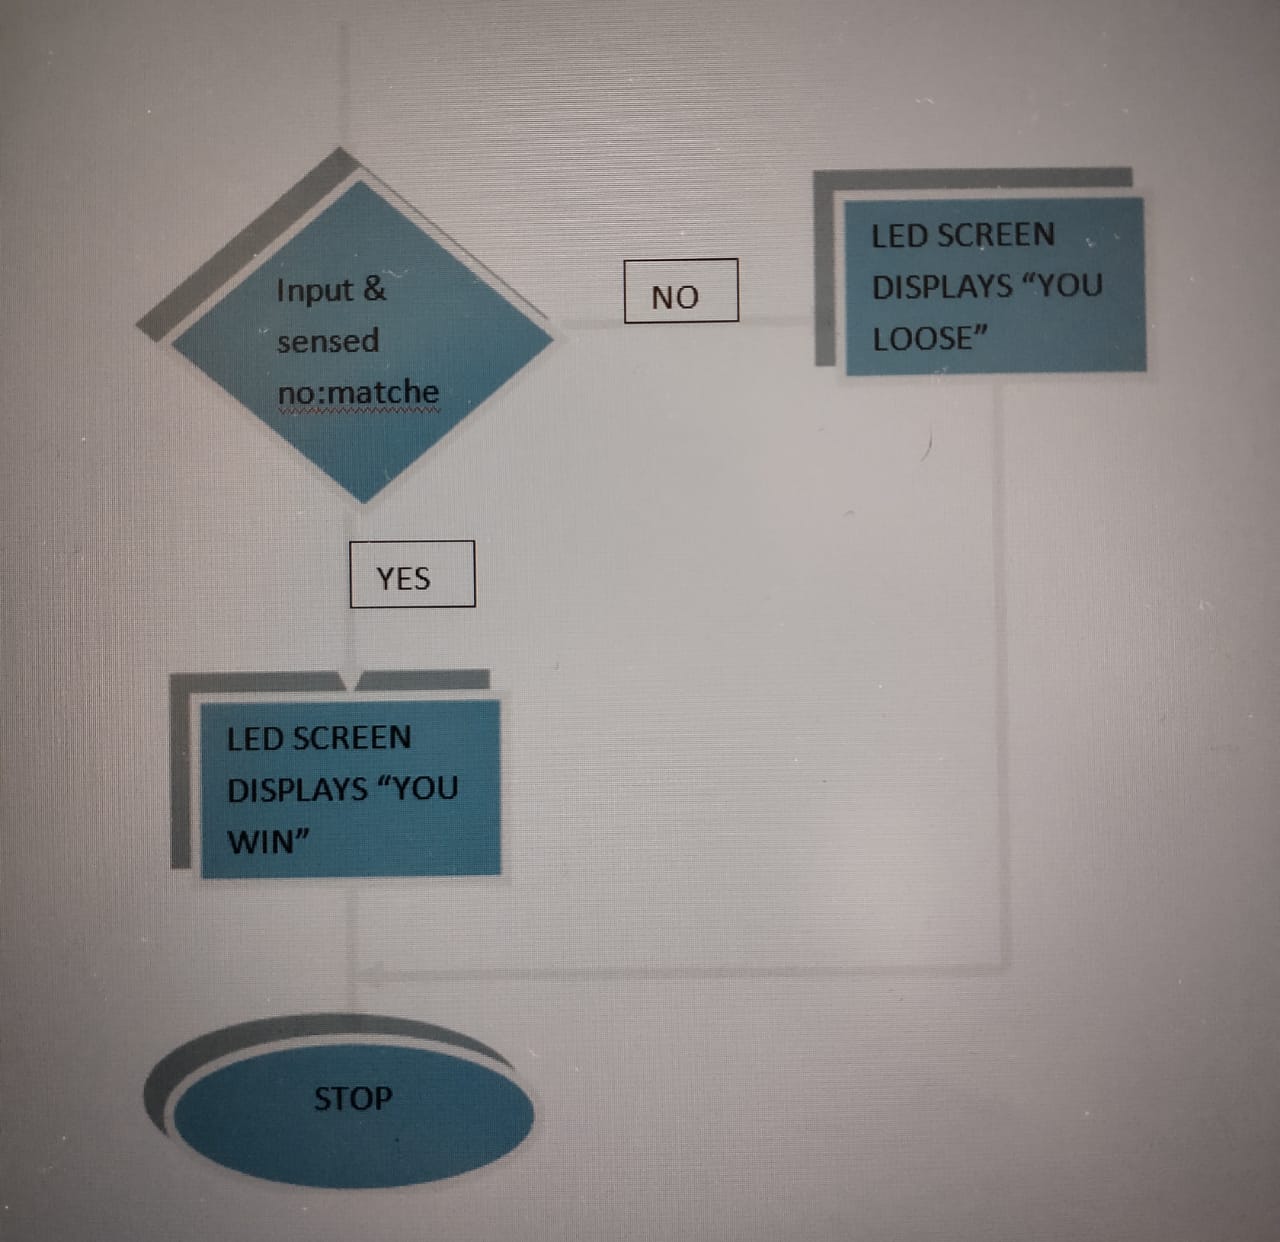 Input &
sensed
no:matche
NO
LED SCREEN
DISPLAYS “YOU
LOOSE”
YES
LED SCREEN
DISPLAYS “YOU
WIN”
STOP